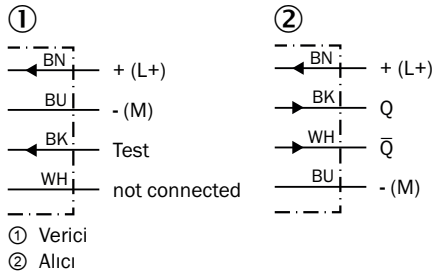 ①
BN + (L+)
BU - (M)
BK Test
WH not connected
②
BN + (L+)
BK Q
WH Q̅
BU - (M)
① Verici
② Alıcı